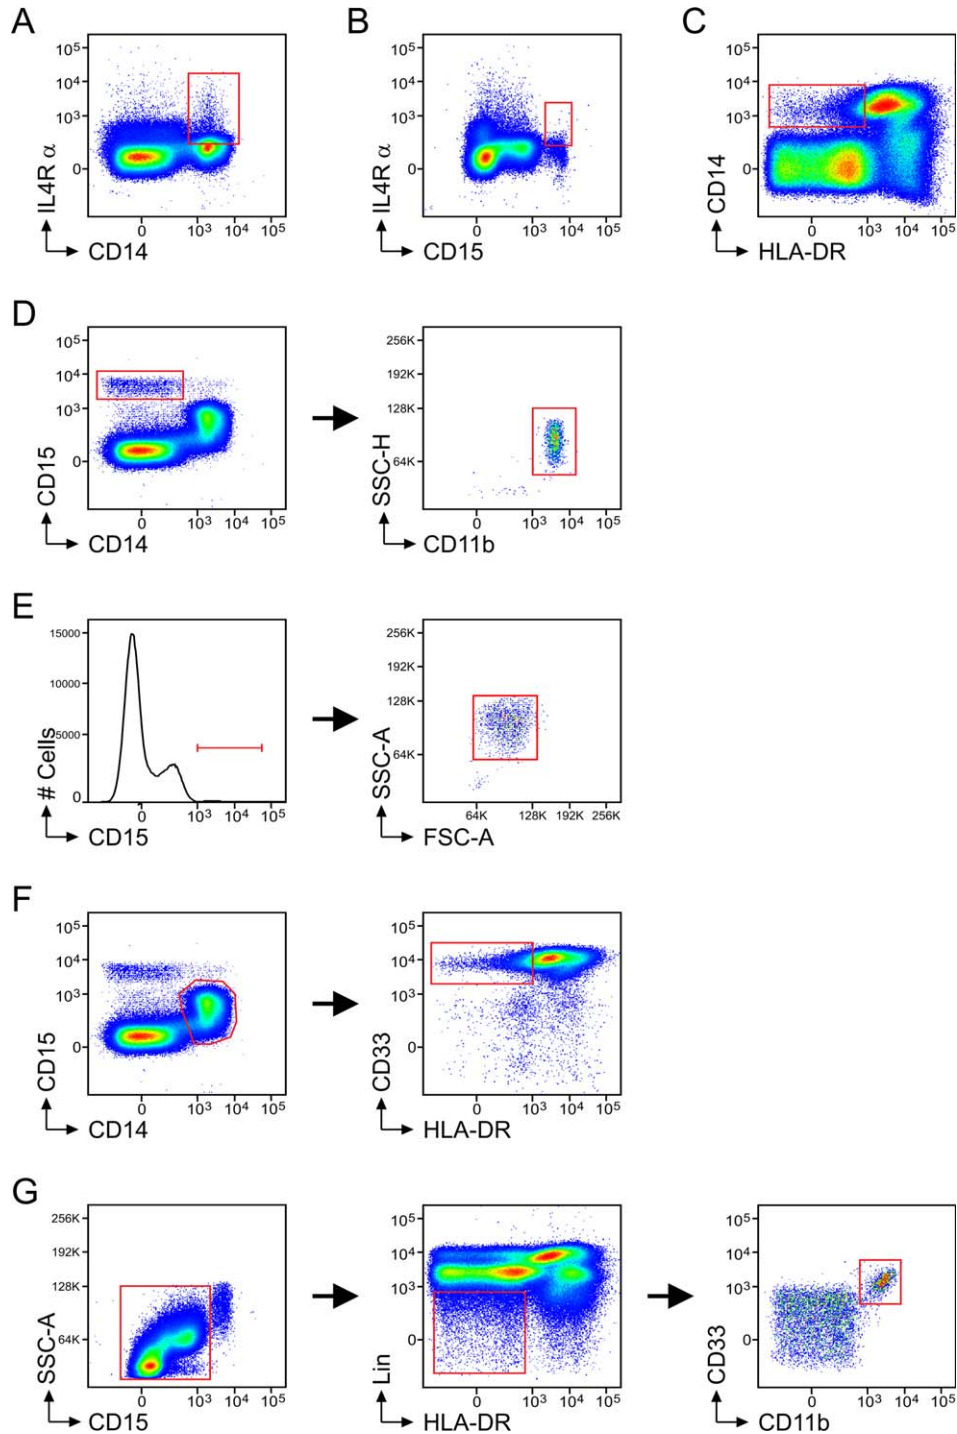 A
B
C
10⁵
10⁴
10³
0
IL4R α
0
10³
10⁴
10⁵
CD14
10⁵
10⁴
10³
0
IL4R α
0
10³
10⁴
10⁵
CD15
10⁵
10⁴
10³
0
CD14
0
10³
10⁴
10⁵
HLA-DR
D
10⁵
10⁴
10³
0
CD15
0
10³
10⁴
10⁵
CD14
256K
192K
128K
64K
SSC-H
0
10³
10⁴
10⁵
CD11b
E
15000
10000
5000
0
# Cells
0
10³
10⁴
10⁵
CD15
256K
192K
128K
64K
SSC-A
64K
128K
192K
256K
FSC-A
F
10⁵
10⁴
10³
0
CD15
0
10³
10⁴
10⁵
CD14
10⁵
10⁴
10³
0
CD33
0
10³
10⁴
10⁵
HLA-DR
G
256K
192K
128K
64K
SSC-A
0
10³
10⁴
10⁵
CD15
10⁵
10⁴
10³
0
Lin
0
10³
10⁴
10⁵
HLA-DR
10⁵
10⁴
10³
0
CD33
0
10³
10⁴
10⁵
CD11b